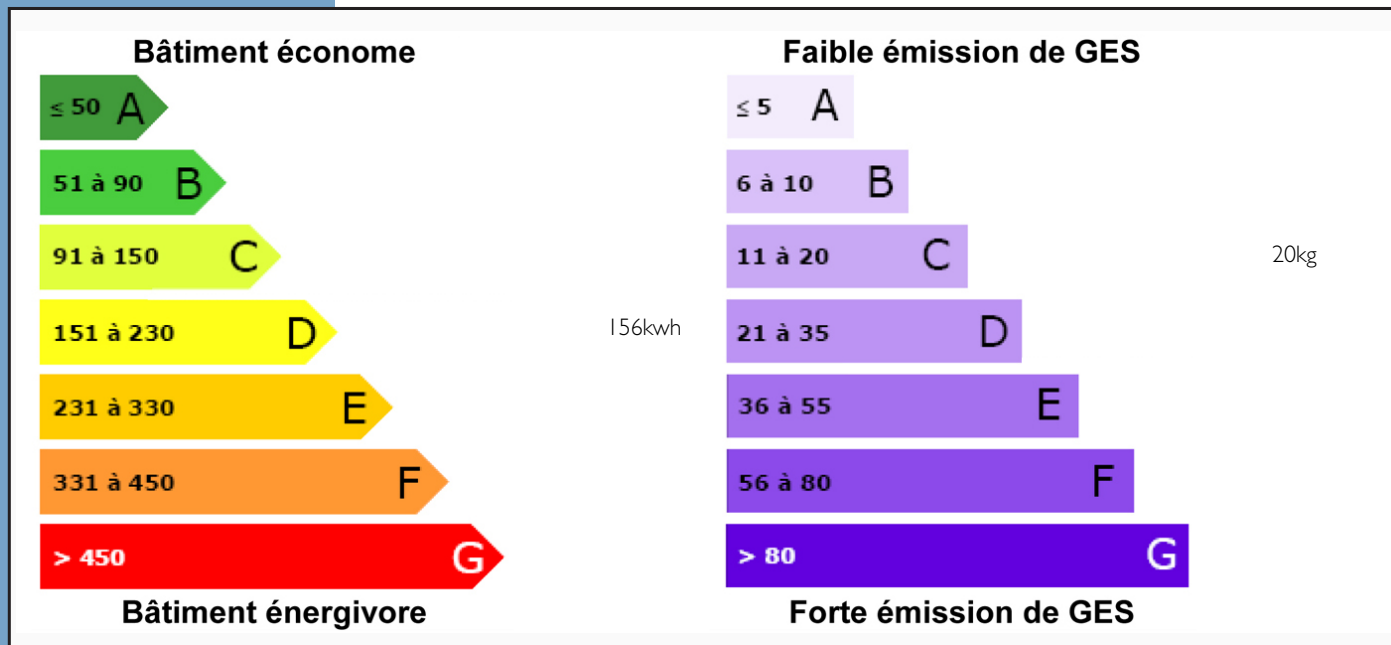 Bâtiment économe
≤ 50 A
51 à 90 B
91 à 150 C
151 à 230 D
156kwh
231 à 330 E
331 à 450 F
> 450 G
Bâtiment énergivore
Faible émission de GES
≤ 5 A
6 à 10 B
11 à 20 C
20kg
21 à 35 D
36 à 55 E
56 à 80 F
> 80 G
Forte émission de GES